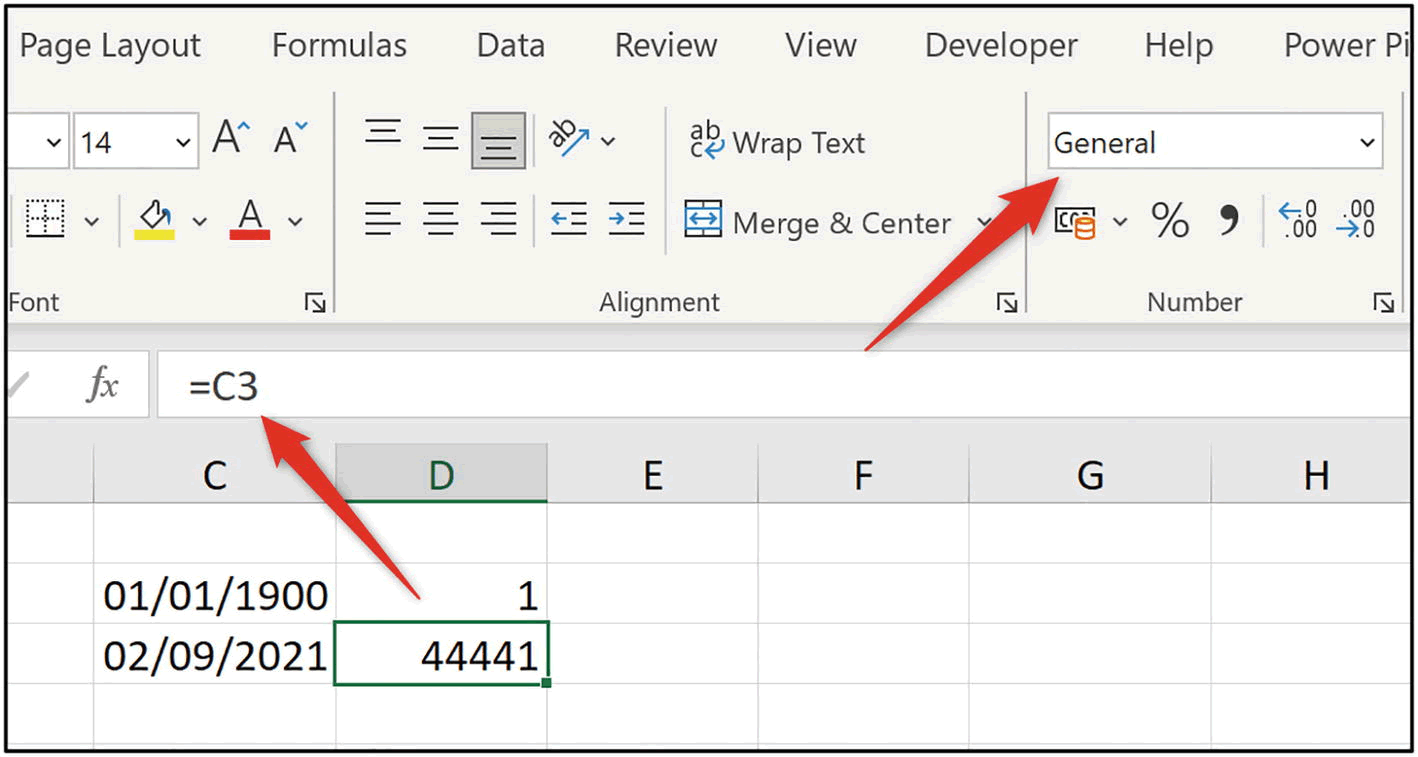 Page Layout Formulas Data Review View Developer Help Power Pi
14 A A ab Wrap Text General
A Merge & Center % , .0 .00 .00 .0
Font Alignment Number
fx =C3
C D E F G H
01/01/1900 1
02/09/2021 44441